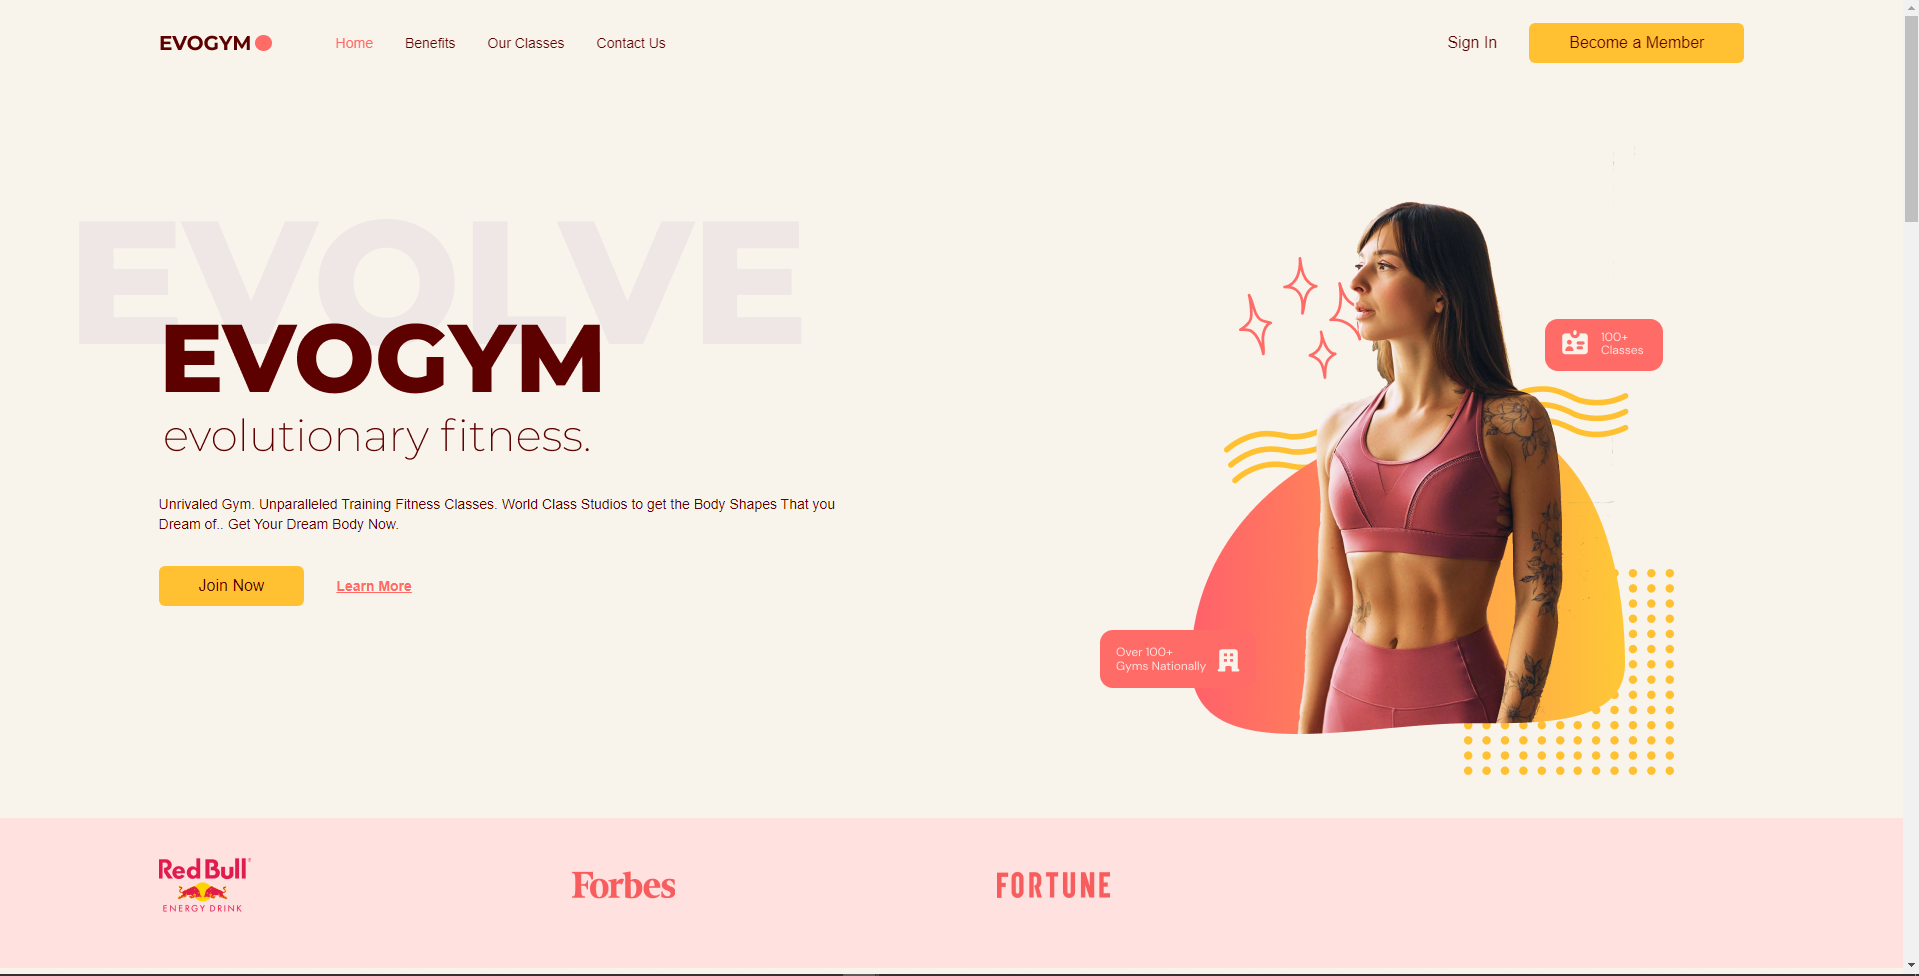 EVOGYM
Home
Benefits
Our Classes
Contact Us
Sign In
Become a Member
EVOLVE
EVOGYM
evolutionary fitness.
Unrivaled Gym. Unparalleled Training Fitness Classes. World Class Studios to get the Body Shapes That you
Dream of.. Get Your Dream Body Now.
Join Now
Learn More
100+
Classes
Over 100+
Gyms Nationally
Red Bull
ENERGY DRINK
Forbes
FORTUNE